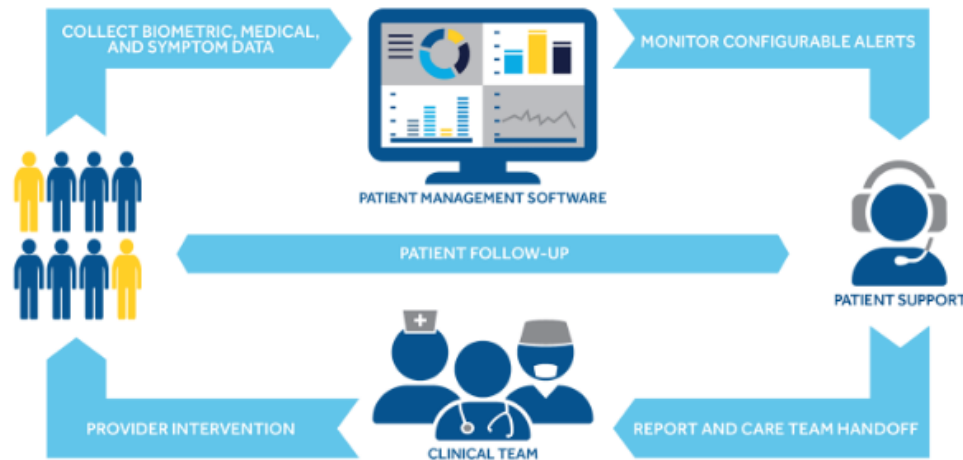 COLLECT BIOMETRIC, MEDICAL,
AND SYMPTOM DATA
MONITOR CONFIGURABLE ALERTS
PATIENT MANAGEMENT SOFTWARE
PATIENT FOLLOW-UP
PATIENT SUPPORT
PROVIDER INTERVENTION
REPORT AND CARE TEAM HANDOFF
CLINICAL TEAM